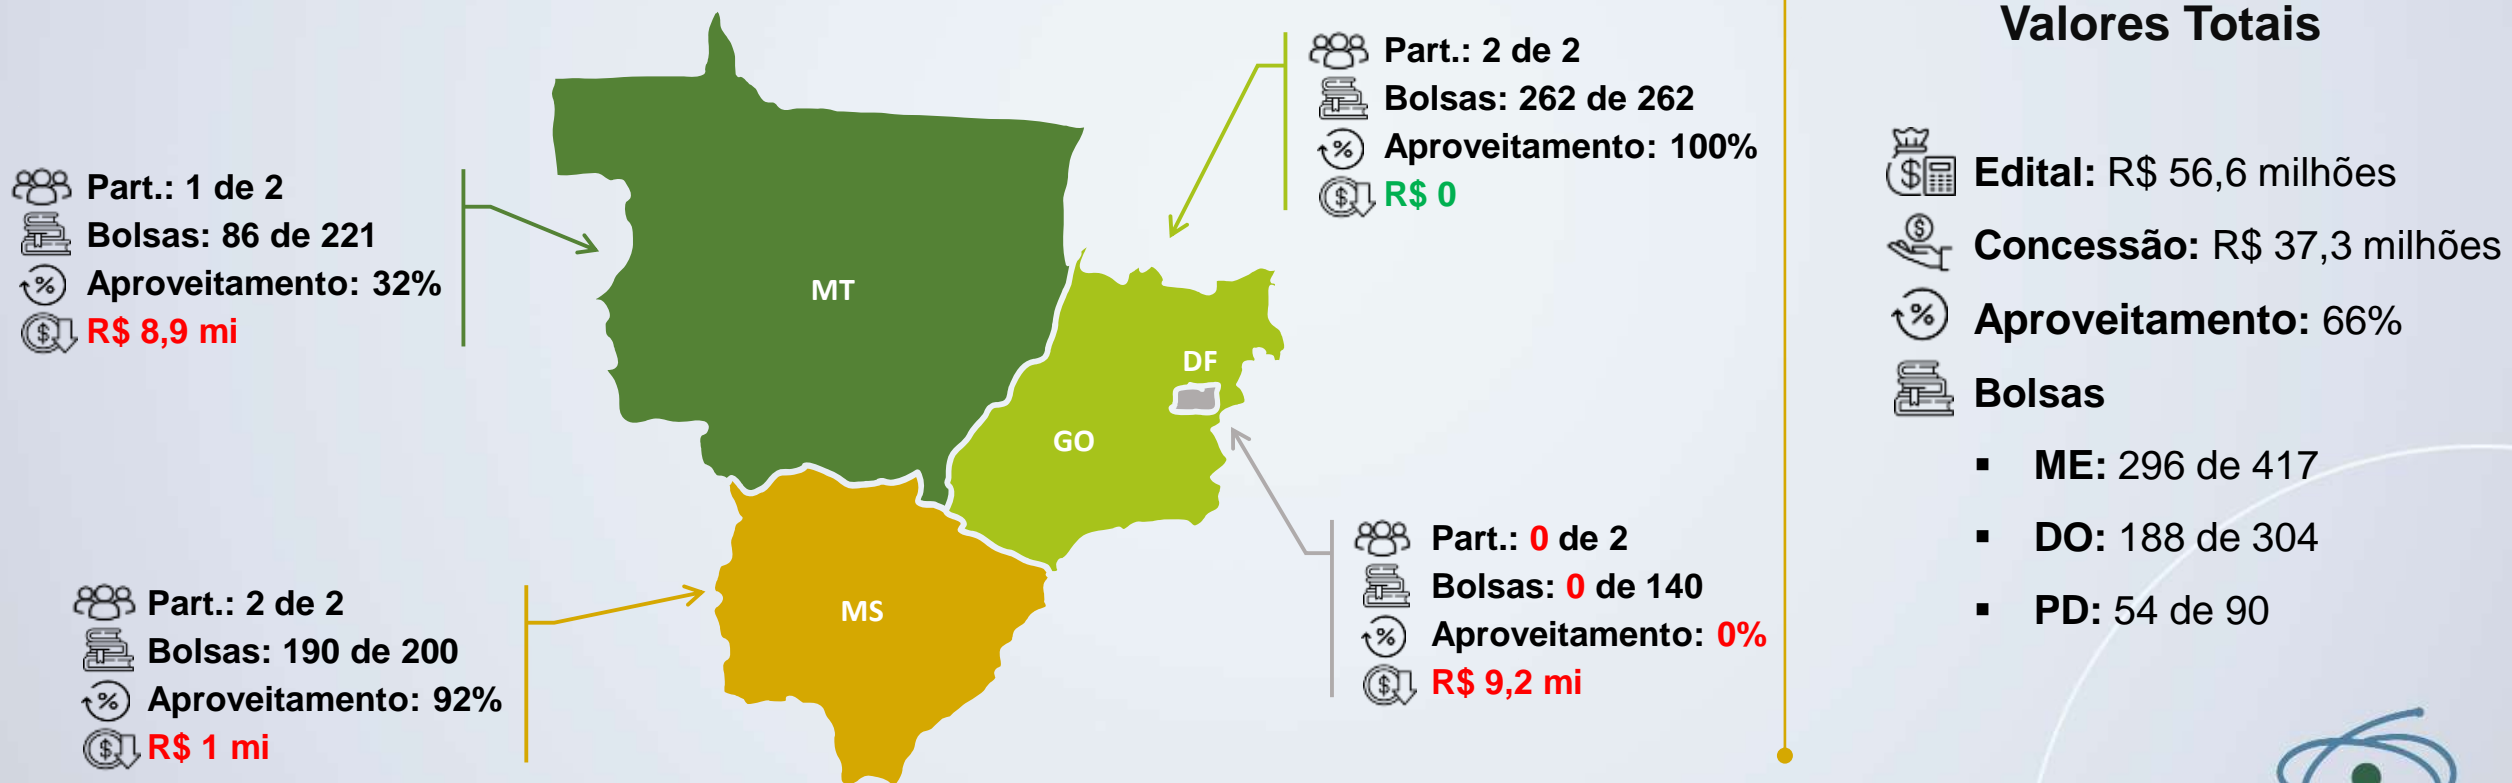 Part.: 1 de 2
Bolsas: 86 de 221
Aproveitamento: 32%
R$ 8,9 mi
Part.: 2 de 2
Bolsas: 190 de 200
Aproveitamento: 92%
R$ 1 mi
MT
DF
GO
MS
Part.: 2 de 2
Bolsas: 262 de 262
Aproveitamento: 100%
R$ 0
Part.: 0 de 2
Bolsas: 0 de 140
Aproveitamento: 0%
R$ 9,2 mi
Valores Totais
Edital: R$ 56,6 milhões
Concessão: R$ 37,3 milhões
Aproveitamento: 66%
Bolsas
▪ ME: 296 de 417
▪ DO: 188 de 304
▪ PD: 54 de 90